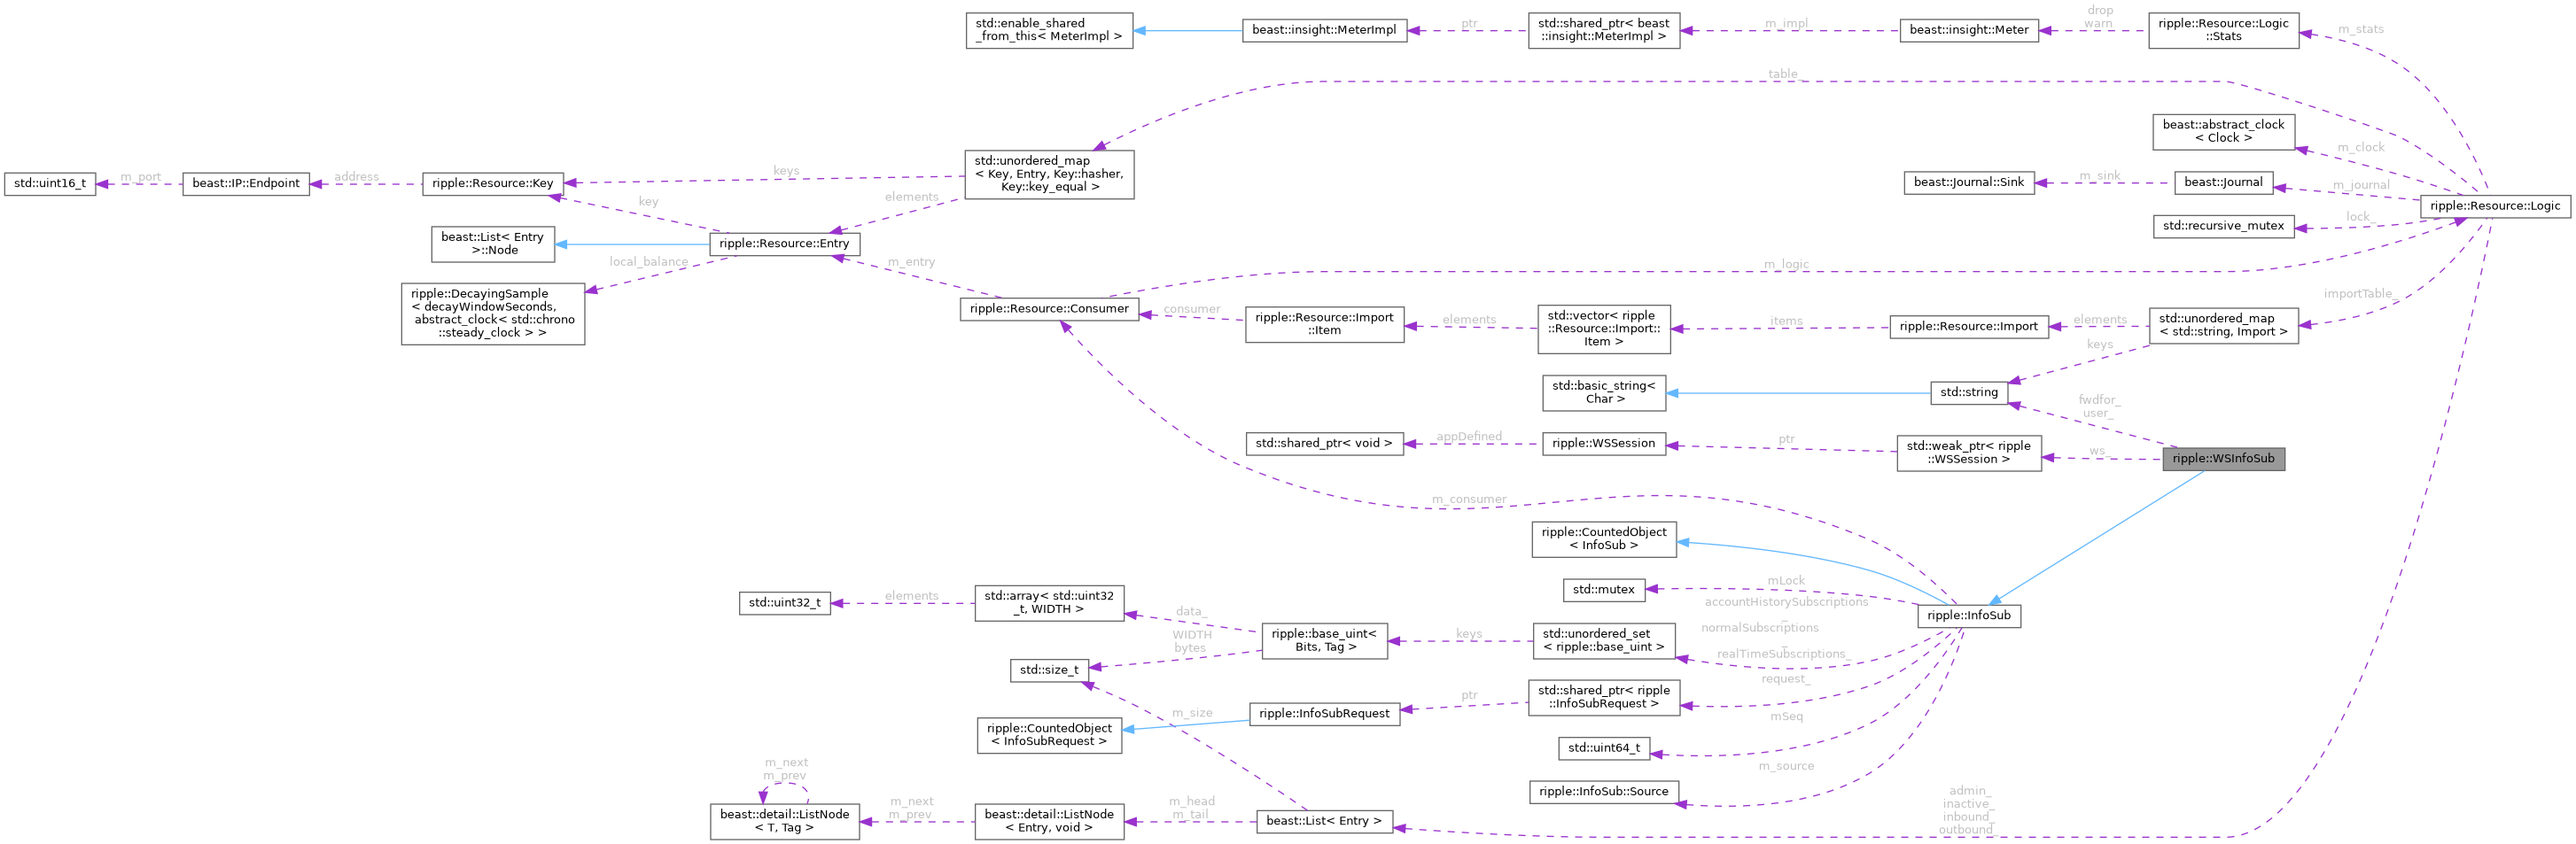 std::enable_shared
_from_this< MeterImpl >
beast::insight::MeterImpl
ptr
std::shared_ptr< beast
::insight::MeterImpl >
m_impl
beast::insight::Meter
drop
warn
ripple::Resource::Logic
::Stats
m_stats
table_
beast::abstract_clock
< Clock >
m_clock
std::uint16_t
m_port
beast::IP::Endpoint
address
ripple::Resource::Key
keys
std::unordered_map
< Key, Entry, Key::hasher,
Key::key_equal >
beast::Journal::Sink
m_sink
beast::Journal
m_journal
ripple::Resource::Logic
key
elements
std::recursive_mutex
lock_
beast::List< Entry
>::Node
ripple::Resource::Entry
local_balance
m_entry
m_logic
ripple::DecayingSample
< decayWindowSeconds,
abstract_clock< std::chrono
::steady_clock > >
ripple::Resource::Consumer
consumer
ripple::Resource::Import
::Item
elements
std::vector< ripple
::Resource::Import::
Item >
items
ripple::Resource::Import
elements
std::unordered_map
< std::string, Import >
importTable_
keys
std::basic_string<
Char >
std::string
fwdfor_
user_
std::shared_ptr< void >
appDefined
ripple::WSSession
ptr
std::weak_ptr< ripple
::WSSession >
ws_
ripple::WSInfoSub
m_consumer
ripple::CountedObject
< InfoSub >
std::mutex
mLock
ripple::InfoSub
accountHistorySubscriptions
_
normalSubscriptions
_
realTimeSubscriptions_
std::uint32_t
elements
std::array< std::uint32
_t, WIDTH >
data_
WIDTH
bytes
ripple::base_uint<
Bits, Tag >
keys
std::unordered_set
< ripple::base_uint >
std::size_t
request_
ripple::CountedObject
< InfoSubRequest >
m_size
ripple::InfoSubRequest
ptr
std::shared_ptr< ripple
::InfoSubRequest >
mSeq
std::uint64_t
m_source
ripple::InfoSub::Source
m_next
m_prev
beast::detail::ListNode
< T, Tag >
m_next
m_prev
beast::detail::ListNode
< Entry, void >
m_head
m_tail
beast::List< Entry >
admin_
inactive_
inbound_
outbound_